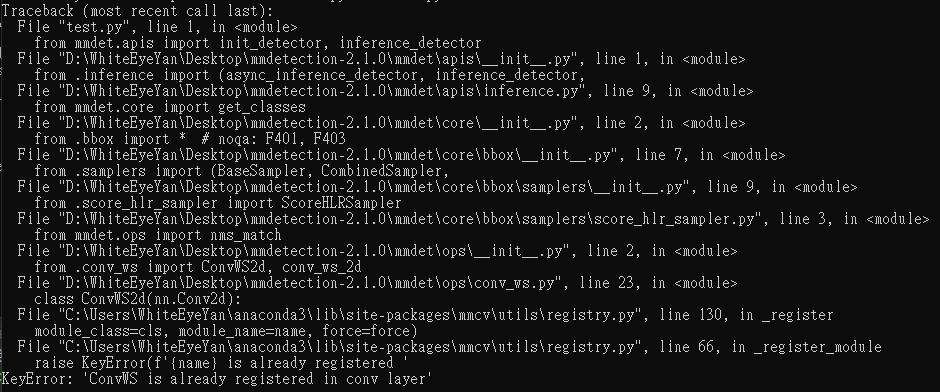 Traceback (most recent call last):
  File "test.py", line 1, in <module>
    from mmdet.apis import init_detector, inference_detector
  File "D:\WhiteEyeYan\Desktop\mmdetection-2.1.0\mmdet\apis\__init__.py", line 1, in <module>
    from .inference import (async_inference_detector, inference_detector,
  File "D:\WhiteEyeYan\Desktop\mmdetection-2.1.0\mmdet\apis\inference.py", line 9, in <module>
    from mmdet.core import get_classes
  File "D:\WhiteEyeYan\Desktop\mmdetection-2.1.0\mmdet\core\__init__.py", line 2, in <module>
    from .bbox import *  # noqa: F401, F403
  File "D:\WhiteEyeYan\Desktop\mmdetection-2.1.0\mmdet\core\bbox\__init__.py", line 7, in <module>
    from .samplers import (BaseSampler, CombinedSampler,
  File "D:\WhiteEyeYan\Desktop\mmdetection-2.1.0\mmdet\core\bbox\samplers\__init__.py", line 9, in <module>
    from .score_hlr_sampler import ScoreHLRSampler
  File "D:\WhiteEyeYan\Desktop\mmdetection-2.1.0\mmdet\core\bbox\samplers\score_hlr_sampler.py", line 3, in <module>
    from mmdet.ops import nms_match
  File "D:\WhiteEyeYan\Desktop\mmdetection-2.1.0\mmdet\ops\__init__.py", line 2, in <module>
    from .conv_ws import ConvWS2d, conv_ws_2d
  File "D:\WhiteEyeYan\Desktop\mmdetection-2.1.0\mmdet\ops\conv_ws.py", line 23, in <module>
    class ConvWS2d(nn.Conv2d):
  File "C:\Users\WhiteEyeYan\anaconda3\lib\site-packages\mmcv\utils\registry.py", line 130, in _register
    module_class=cls, module_name=name, force=force)
  File "C:\Users\WhiteEyeYan\anaconda3\lib\site-packages\mmcv\utils\registry.py", line 66, in _register_module
    raise KeyError(f'{name} is already registered '
KeyError: 'ConvWS is already registered in conv layer'